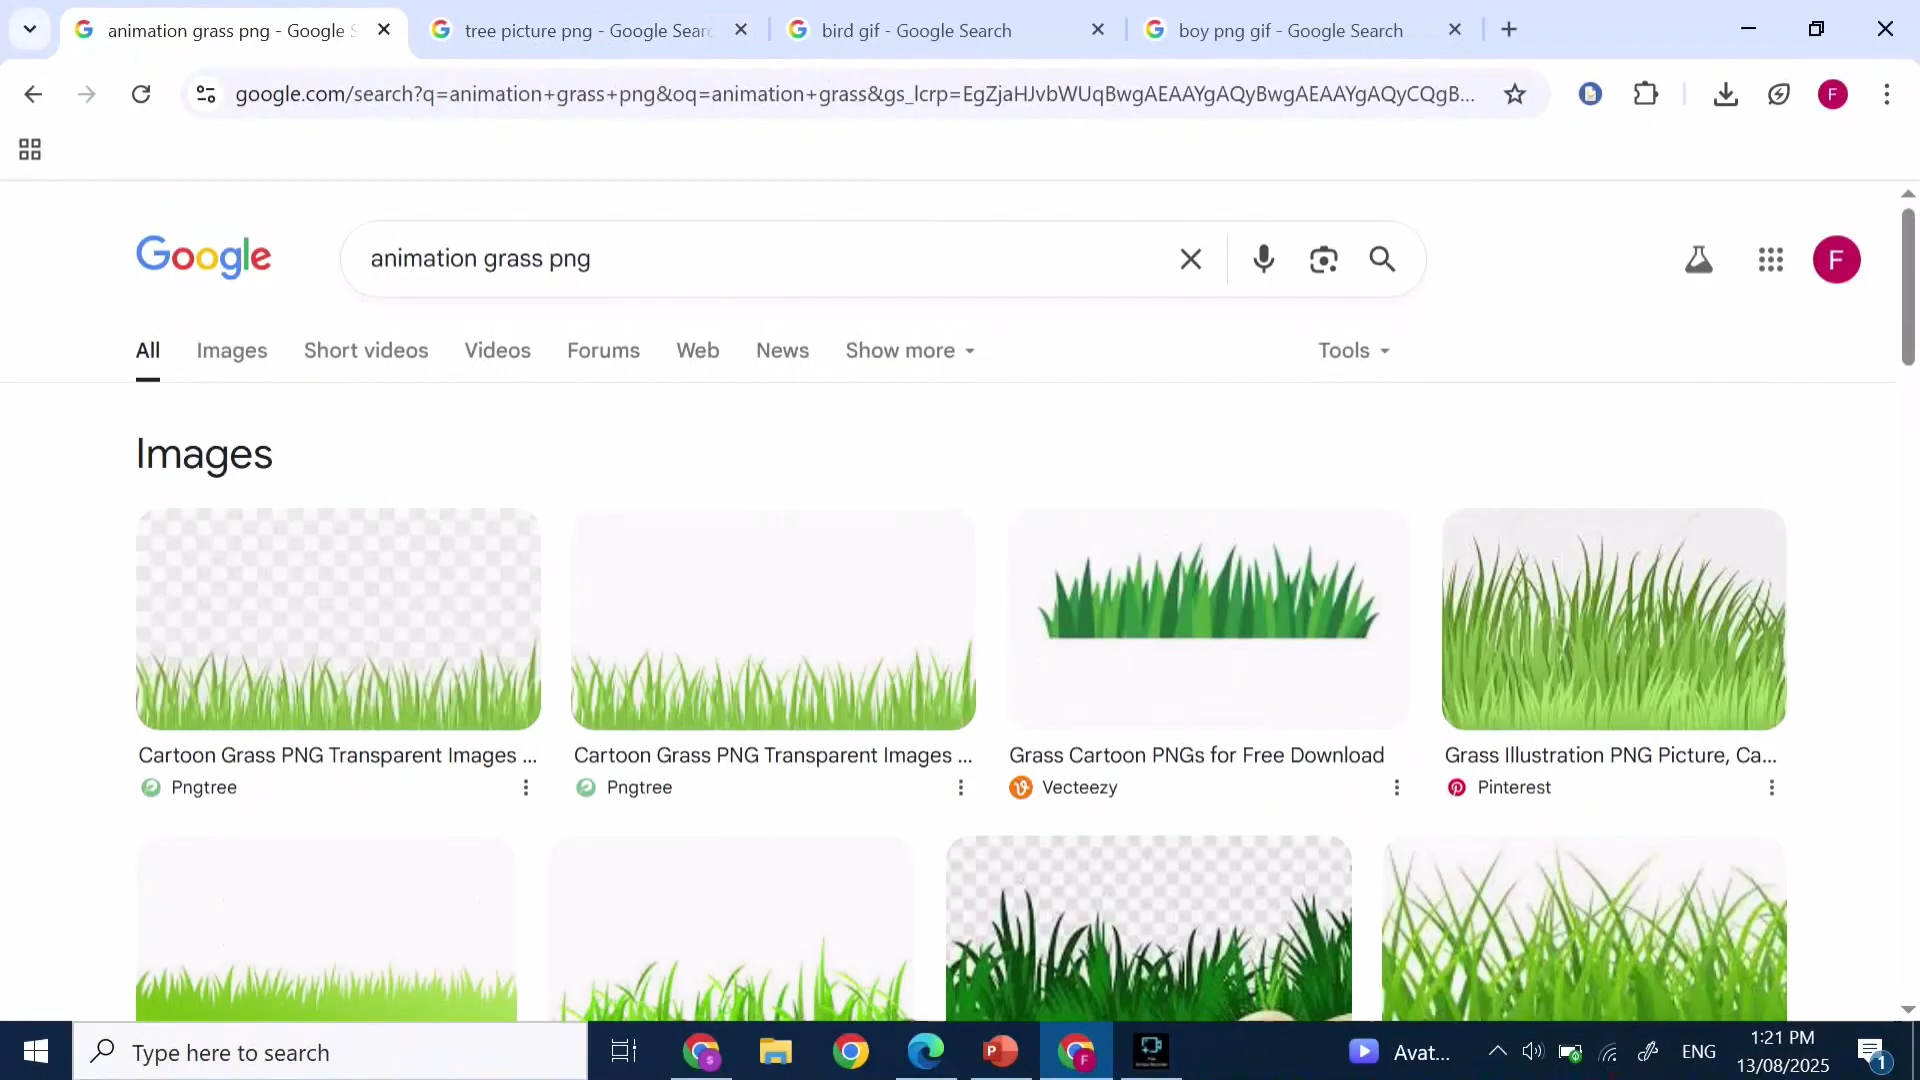 animation grass png - Google S
tree picture png - Google Searc
bird gif - Google Search
boy png gif - Google Search
google.com/search?q=animation+grass+png&oq=animation+grass&gs_lcrp=EgZjaHJvbWUqBwgAEAAYgAQyBwgAEAAYgAQyCQgB...
F
Google
animation grass png
F
All
Images
Short videos
Videos
Forums
Web
News
Show more
Tools
Images
Cartoon Grass PNG Transparent Images ...
Pngtree
Cartoon Grass PNG Transparent Images ...
Pngtree
Grass Cartoon PNGs for Free Download
Vecteezy
Grass Illustration PNG Picture, Ca...
Pinterest
Type here to search
S
P
F
Avat...
ENG
1:21 PM
13/08/2025
1